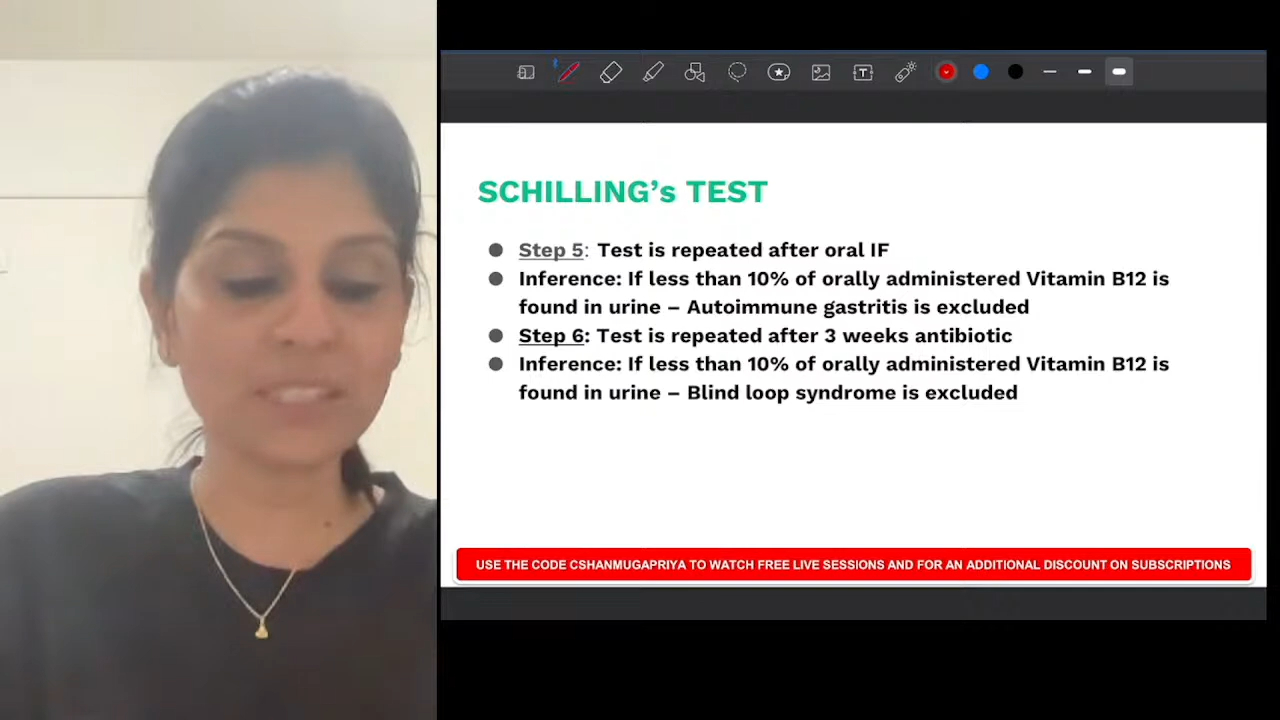 SCHILLING's TEST
● Step 5: Test is repeated after oral IF
● Inference: If less than 10% of orally administered Vitamin B12 is
found in urine – Autoimmune gastritis is excluded
● Step 6: Test is repeated after 3 weeks antibiotic
● Inference: If less than 10% of orally administered Vitamin B12 is
found in urine – Blind loop syndrome is excluded
USE THE CODE CSHANMUGAPRIYA TO WATCH FREE LIVE SESSIONS AND FOR AN ADDITIONAL DISCOUNT ON SUBSCRIPTIONS